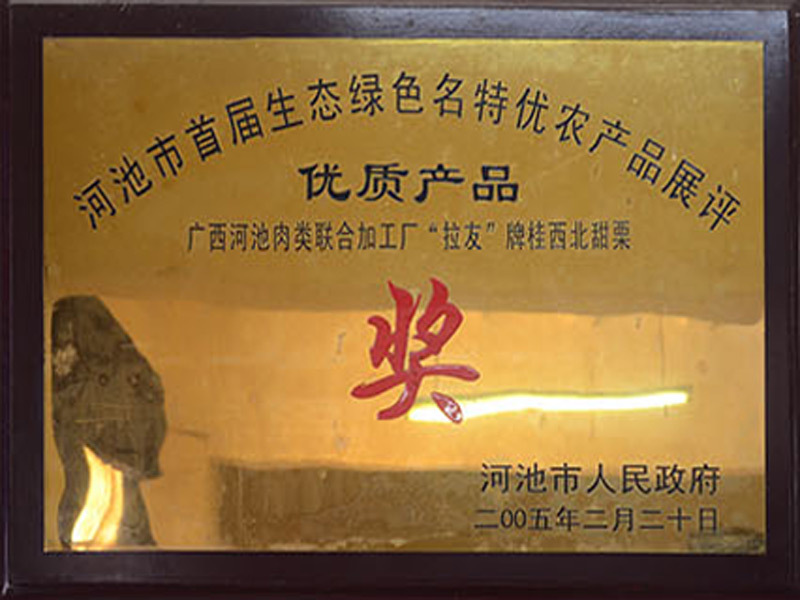 河池市首届生态绿色名特优农产品展评
优质产品
广西河池肉类联合加工厂“拉友”牌桂西北甜栗
奖
河池市人民政府
二00五年二月二十日